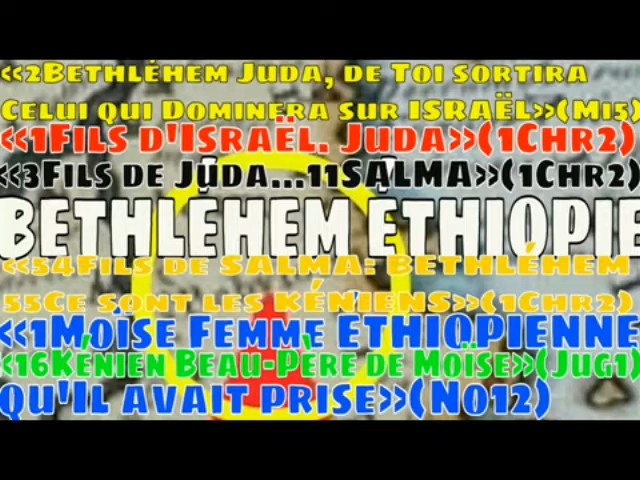 «2Bethléhem Juda, de Toi sortira
Celui qui Dominera sur ISRAËL»(Mi5)
«1Fils d'Israël. Juda»(1Chr2)
«3Fils de Juda...11SALMA»(1Chr2)
BETHLÉHEM ÉTHIOPIE
«54Fils de SALMA: BETHLÉHEM
55Ce sont les KÉNIENS»(1Chr2)
«1Moïse Femme ETHIOPIENNE
«16Kénien Beau-Père de Moïse»(Jug1)
Qu'Il avait prise»(No12)